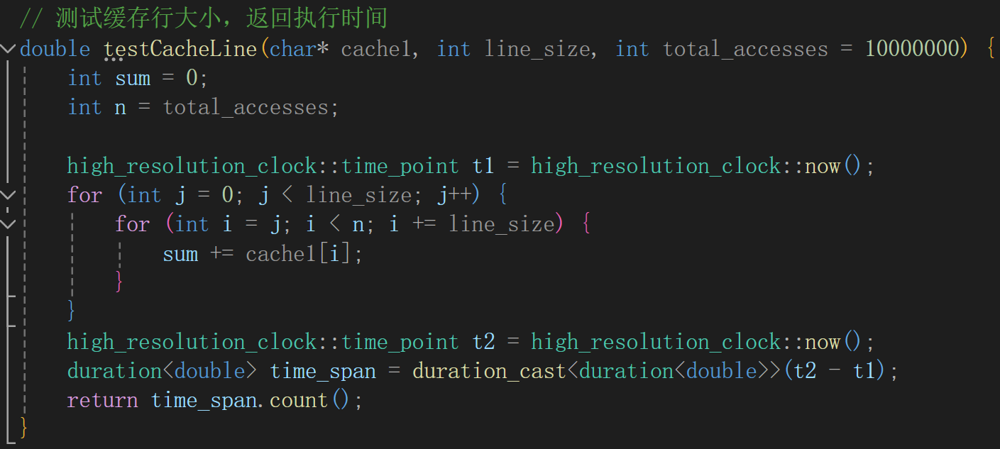 // 测试缓存行大小，返回执行时间
double testCacheLine(char* cache1, int line_size, int total_accesses = 10000000) {
    int sum = 0;
    int n = total_accesses;

    high_resolution_clock::time_point t1 = high_resolution_clock::now();
    for (int j = 0; j < line_size; j++) {
        for (int i = j; i < n; i += line_size) {
            sum += cache1[i];
        }
    }
    high_resolution_clock::time_point t2 = high_resolution_clock::now();
    duration<double> time_span = duration_cast<duration<double>>(t2 - t1);
    return time_span.count();
}